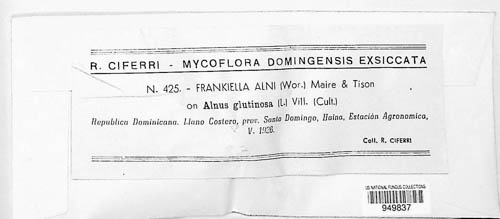 R. CIFERRI - MYCOFLORA DOMINGENSIS EXSICCATA
N. 425. - FRANKIELLA ALNI (Wor.) Maire & Tison
on Alnus glutinosa (L.) Vill. (Cult.)
Republica Dominicana. Llano Costero, prov. Santo Domingo, Haina, Estación Agronomica,
V. 1926.
Coll. R. CIFERRI
US NATIONAL FUNGUS COLLECTIONS
949837